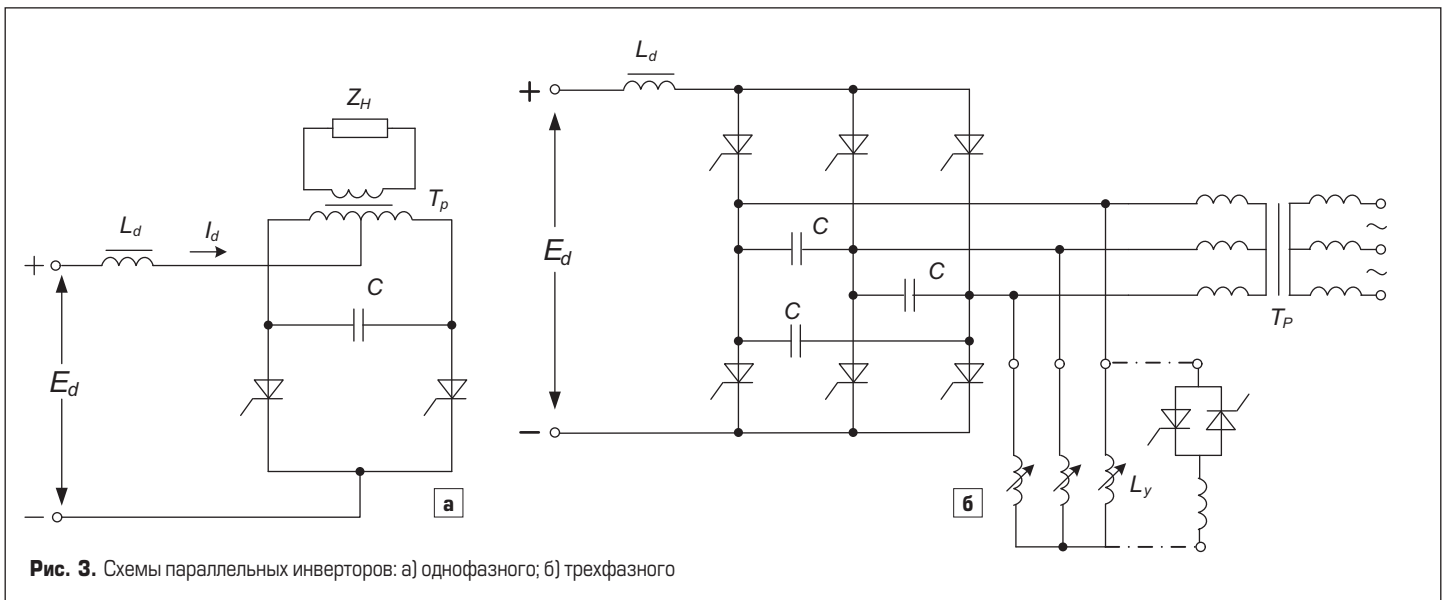 Z_H
T_p
L_d
I_d
+
C
E_d
−
а
L_d
+
E_d
C
C
C
−
T_P
~
~
L_y
б
Рис. 3. Схемы параллельных инверторов: а) однофазного; б) трехфазного